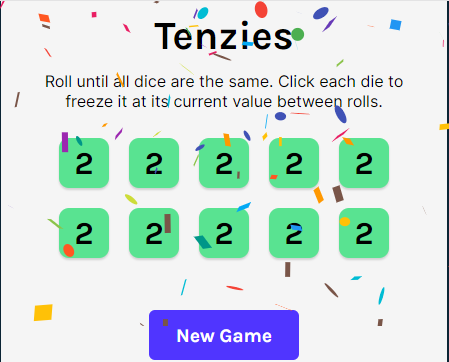 Tenzies
Roll until all dice are the same. Click each die to
freeze it at its current value between rolls.
2 2 2 2 2
2 2 2 2 2
New Game